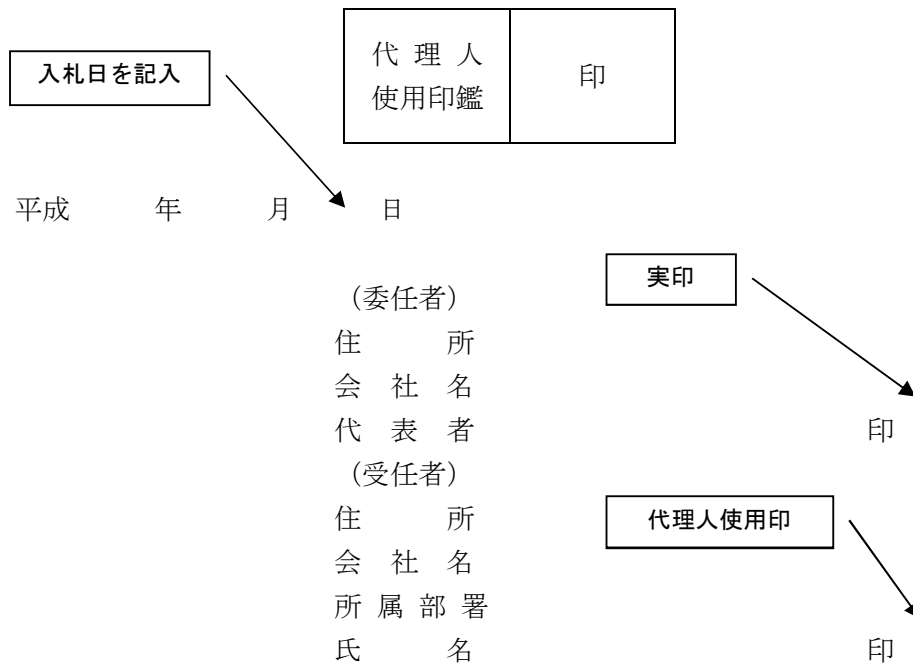 代 理 人
使用印鑑
印
入札日を記入
平成　　　年　　　月　　　日
実印
（委任者）
住　　　所
会　社　名
代　表　者　　　　　　　　　　　　　　印
（受任者）
住　　　所
代理人使用印
会　社　名
所 属 部 署
氏　　　名　　　　　　　　　　　　　　印